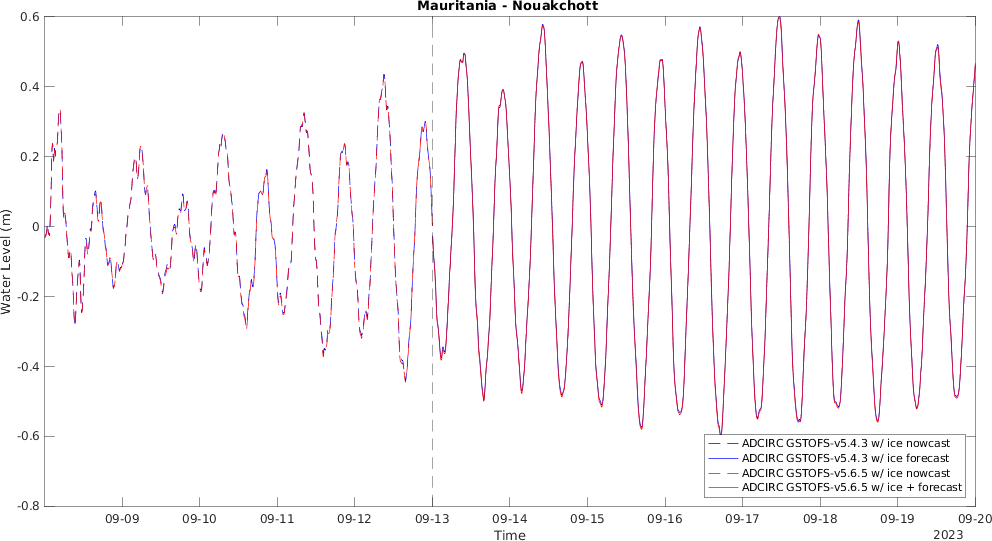 Mauritania - Nouakchott
0.6
0.4
0.2
0
-0.2
-0.4
-0.6
-0.8
Water Level (m)
ADCIRC GSTOFS-v5.4.3 w/ ice nowcast
ADCIRC GSTOFS-v5.4.3 w/ ice forecast
ADCIRC GSTOFS-v5.6.5 w/ ice nowcast
ADCIRC GSTOFS-v5.6.5 w/ ice + forecast
09-09 09-10 09-11 09-12 09-13 09-14 09-15 09-16 09-17 09-18 09-19 09-20
Time
2023